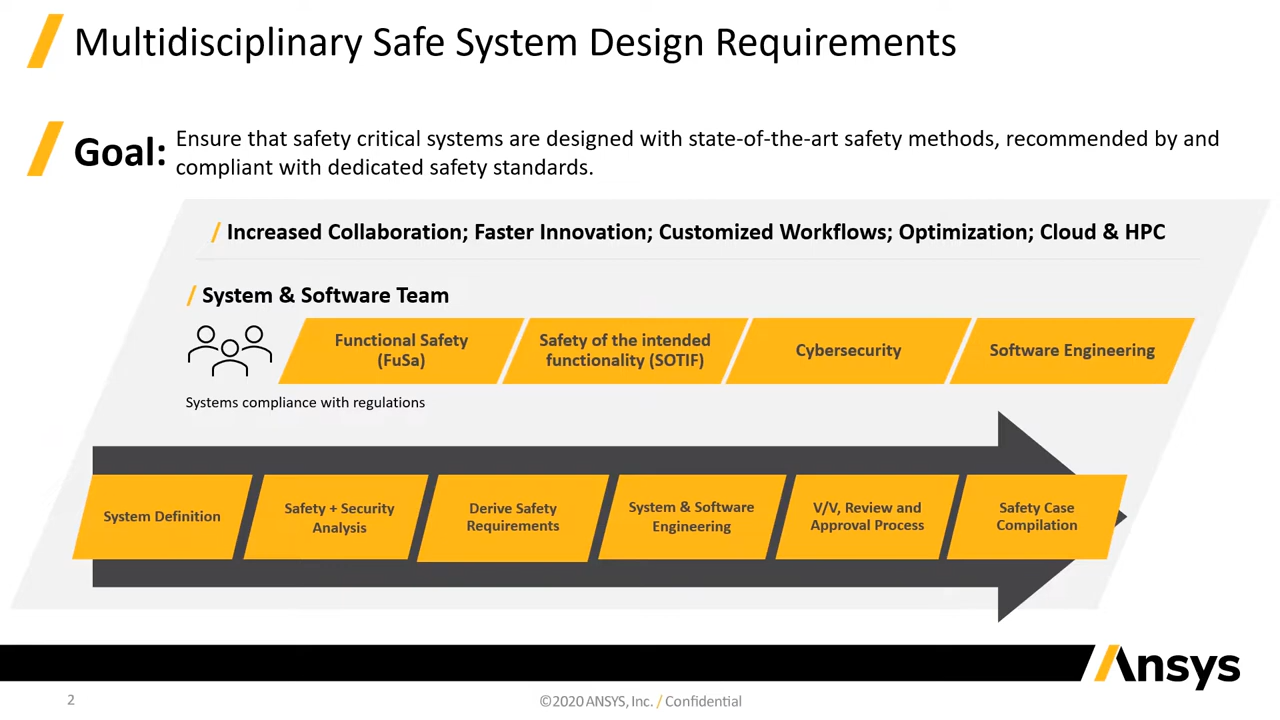 Multidisciplinary Safe System Design Requirements
Goal:
Ensure that safety critical systems are designed with state-of-the-art safety methods, recommended by and
compliant with dedicated safety standards.
Increased Collaboration; Faster Innovation; Customized Workflows; Optimization; Cloud & HPC
System & Software Team
Functional Safety
(FuSa)
Safety of the intended
functionality (SOTIF)
Cybersecurity
Software Engineering
Systems compliance with regulations
System Definition
Safety + Security
Analysis
Derive Safety
Requirements
System & Software
Engineering
V/V, Review and
Approval Process
Safety Case
Compilation
Ansys
2
©2020 ANSYS, Inc. / Confidential